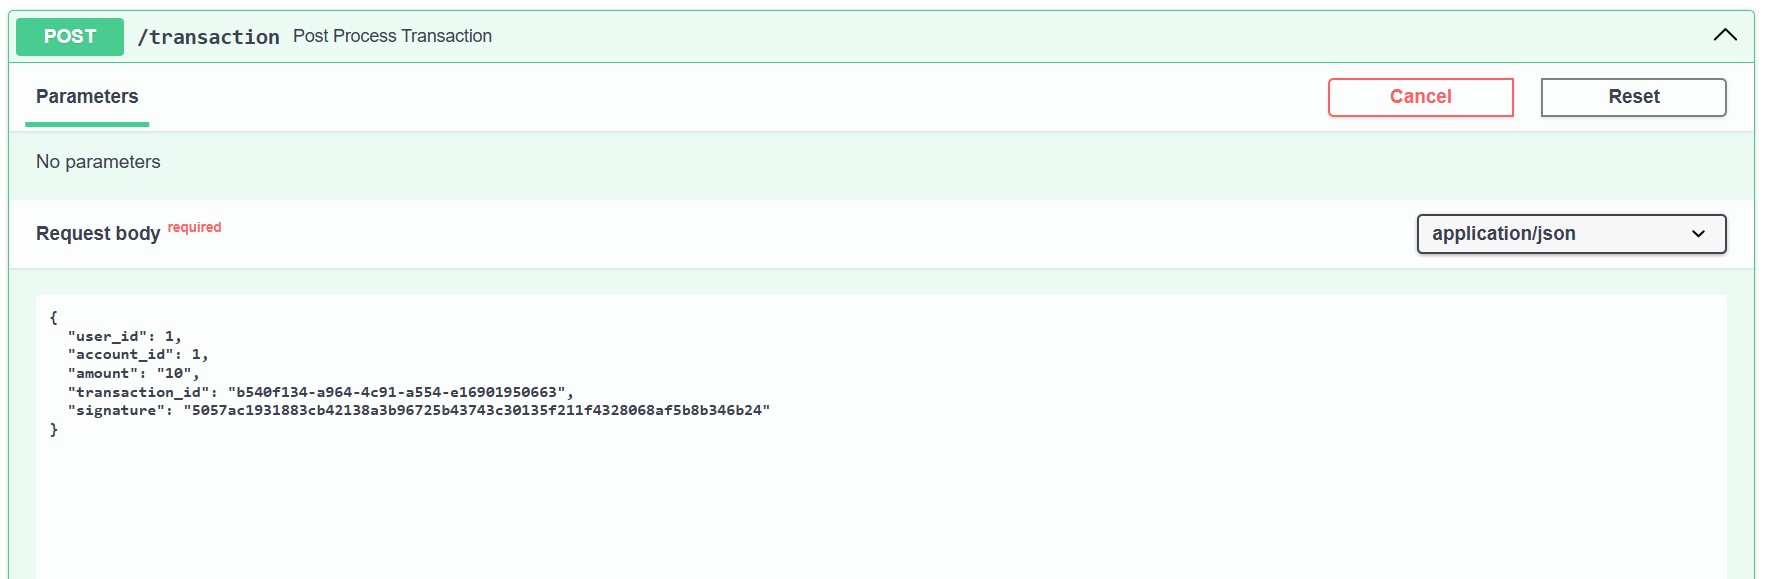 POST /transaction Post Process Transaction
Parameters
Cancel
Reset
No parameters
Request body required
application/json
{
  "user_id": 1,
  "account_id": 1,
  "amount": "10",
  "transaction_id": "b540f134-a964-4c91-a554-e16901950663",
  "signature": "5057ac1931883cb42138a3b96725b43743c30135f211f4328068af5b8b346b24"
}